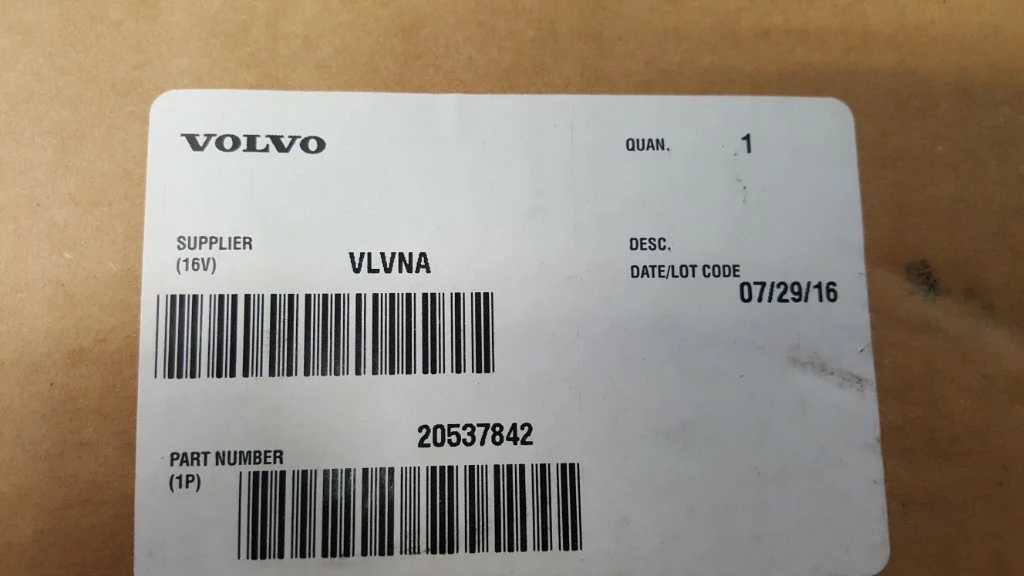 VOLVO
QUAN. 1
SUPPLIER
(16V)
VLVNA
DESC.
DATE/LOT CODE
07/29/16
20537842
PART NUMBER
(1P)